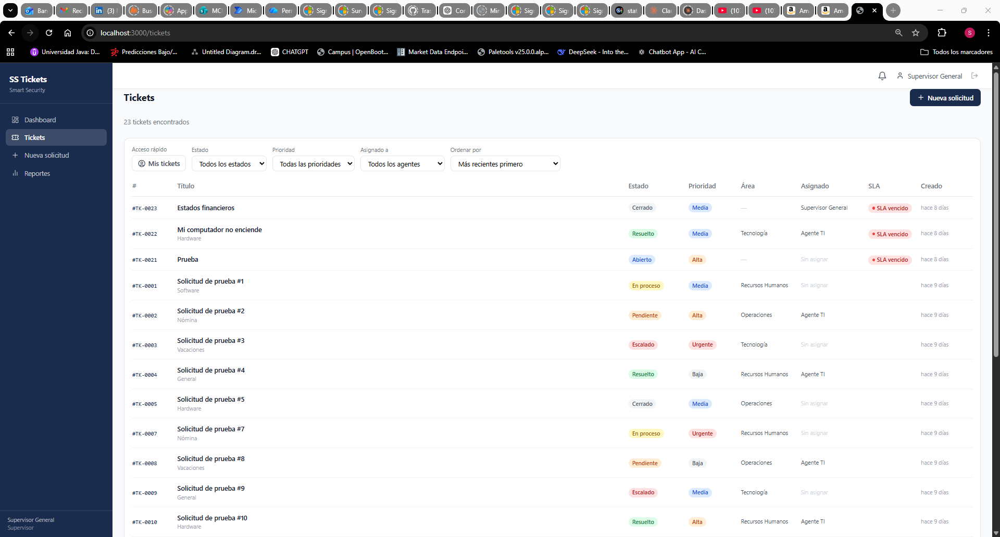 Ban
Rec
(3)
Bus
App
MC
Mic
Per
Sig
Sun
Sig
Tra
Cor
Min
Sig
Sig
Sig
stat
Cla
Das
(10
(10
Am
Am
localhost:3000/tickets
S
Universidad Java: D...
Predicciones Bajo/...
Untitled Diagram.dr...
CHATGPT
Campus | OpenBoot...
Market Data Endpoi...
Paletools v25.0.0.alp...
DeepSeek - Into the...
Chatbot App - AI C...
Todos los marcadores
SS Tickets
Smart Security
Dashboard
Tickets
Nueva solicitud
Reportes
Supervisor General
Supervisor
Supervisor General
Tickets
+ Nueva solicitud
23 tickets encontrados
Acceso rápido
Mis tickets
Estado
Todos los estados
Prioridad
Todas las prioridades
Asignado a
Todos los agentes
Ordenar por
Más recientes primero
# Título Estado Prioridad Área Asignado SLA Creado
#TK-0023 Estados financieros Cerrado Media — Supervisor General SLA vencido hace 8 días
#TK-0022 Mi computador no enciende Resuelto Media Tecnología Agente TI SLA vencido hace 8 días
Hardware
#TK-0021 Prueba Abierto Alta — Sin asignar SLA vencido hace 8 días
#TK-0001 Solicitud de prueba #1 En proceso Media Recursos Humanos Sin asignar hace 9 días
Software
#TK-0002 Solicitud de prueba #2 Pendiente Alta Operaciones Agente TI hace 9 días
Nómina
#TK-0003 Solicitud de prueba #3 Escalado Urgente Tecnología Sin asignar hace 9 días
Vacaciones
#TK-0004 Solicitud de prueba #4 Resuelto Baja Recursos Humanos Agente TI hace 9 días
General
#TK-0005 Solicitud de prueba #5 Cerrado Media Operaciones Sin asignar hace 9 días
Hardware
#TK-0007 Solicitud de prueba #7 En proceso Urgente Recursos Humanos Sin asignar hace 9 días
Nómina
#TK-0008 Solicitud de prueba #8 Pendiente Baja Operaciones Agente TI hace 9 días
Vacaciones
#TK-0009 Solicitud de prueba #9 Escalado Media Tecnología Sin asignar hace 9 días
General
#TK-0010 Solicitud de prueba #10 Resuelto Alta Recursos Humanos Agente TI hace 9 días
Hardware